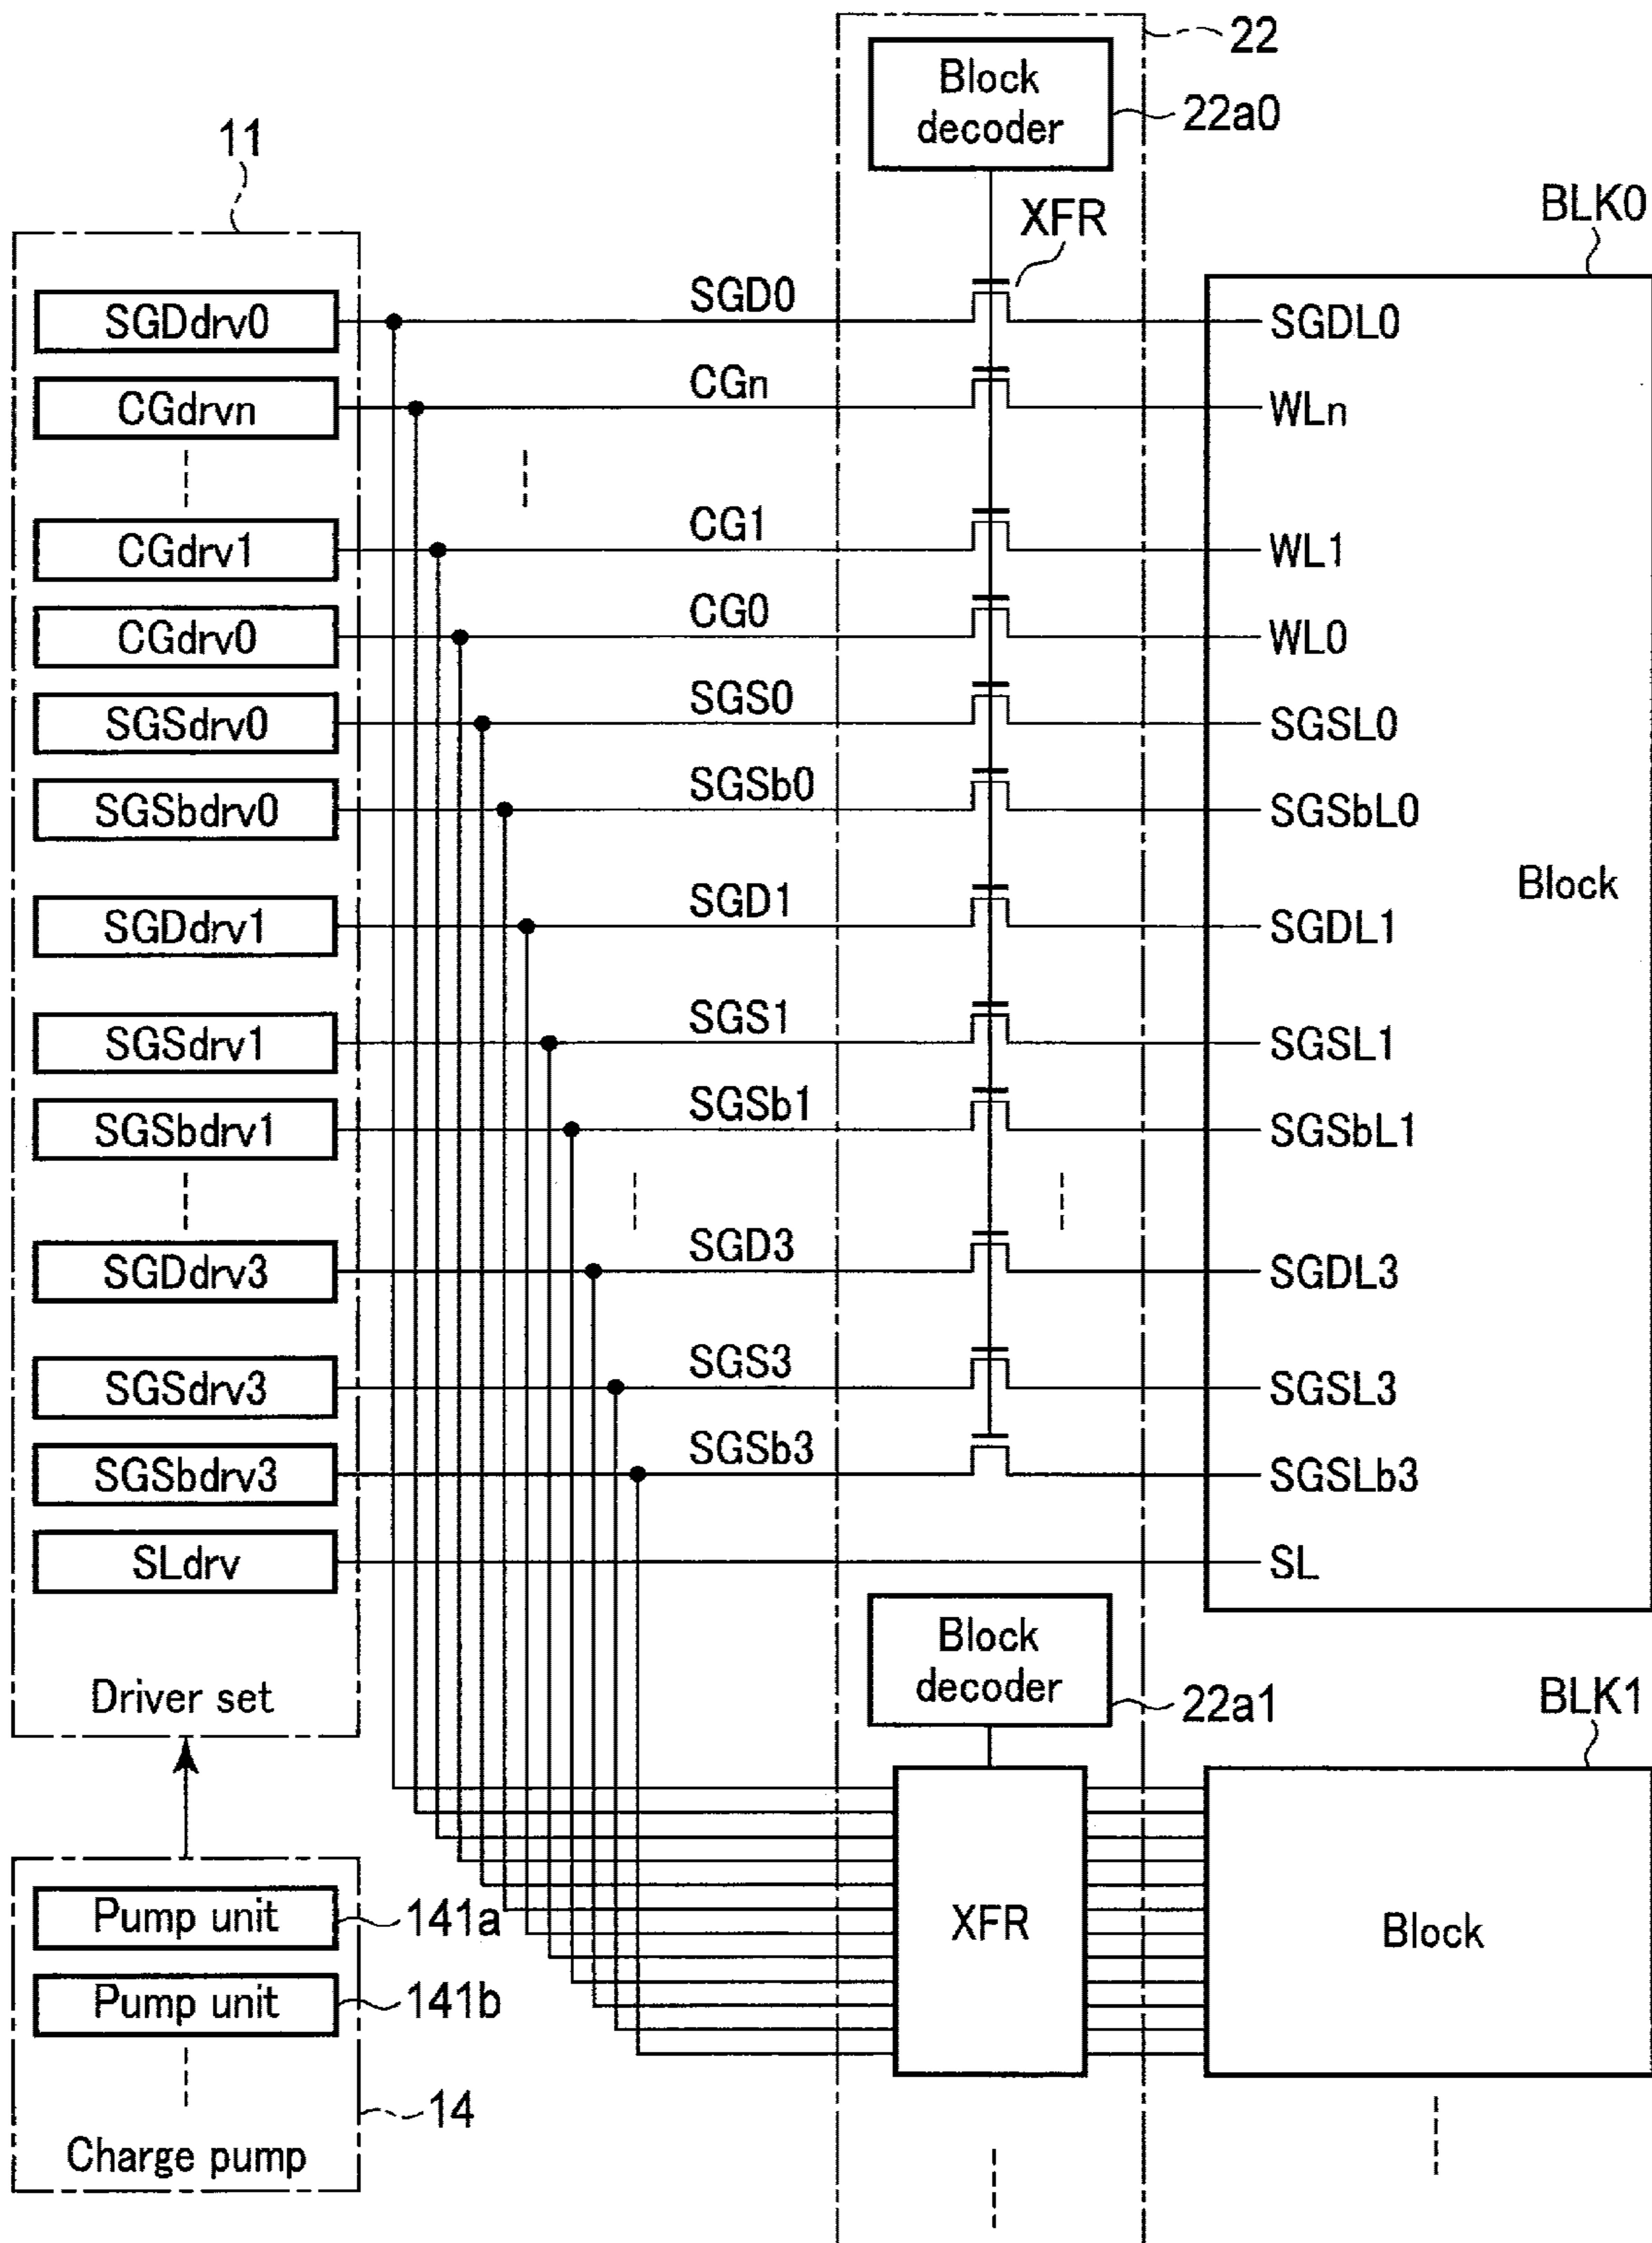 22
Block
decoder
22a0
11
XFR
BLK0
SGDdrv0
SGD0
SGDL0
CGdrvn
CGn
WLn
CGdrv1
CG1
WL1
CGdrv0
CG0
WL0
SGSdrv0
SGS0
SGSL0
SGSbdrv0
SGSb0
SGSbL0
Block
SGDdrv1
SGD1
SGDL1
SGSdrv1
SGS1
SGSL1
SGSbdrv1
SGSb1
SGSbL1
SGDdrv3
SGD3
SGDL3
SGSdrv3
SGS3
SGSL3
SGSbdrv3
SGSb3
SGSLb3
SLdrv
SL
Driver set
Block
decoder
22a1
BLK1
Pump unit
141a
XFR
Block
Pump unit
141b
14
Charge pump